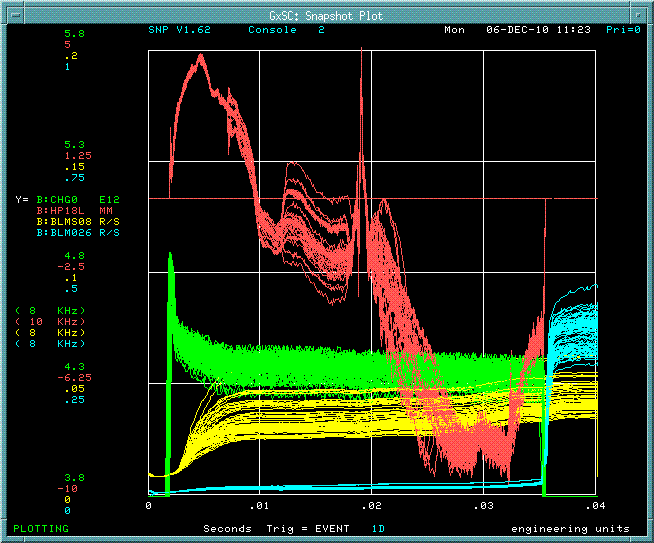 GxSC: Snapshot Plot
SNP V1.62 Console 2 Mon 06-DEC-10 11:23 Pri=0
5.8
5
.2
1
5.3
1.25
.15
.75
Y= B:CHG0 E12
B:HP18L MM
B:BLMS08 R/S
B:BLM026 R/S
4.8
-2.5
.1
.5
( 8 KHz)
( 10 KHz)
( 8 KHz)
( 8 KHz)
4.3
-6.25
.05
.25
3.8
-10
0
0
0 .01 .02 .03 .04
PLOTTING Seconds Trig = EVENT 1D engineering units